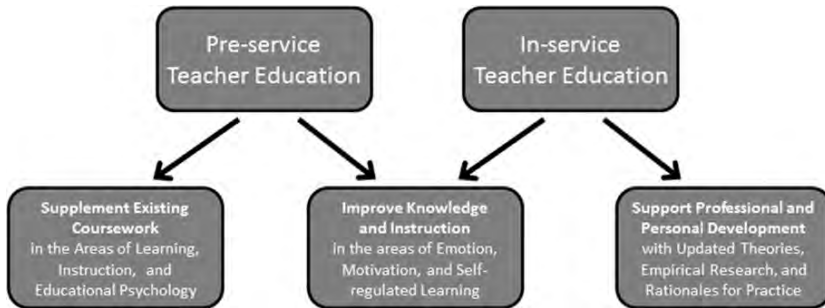 Pre-service
Teacher Education
In-service
Teacher Education
Supplement Existing
Coursework
in the Areas of Learning,
Instruction, and
Educational Psychology
Improve Knowledge
and Instruction
in the areas of Emotion,
Motivation, and Self-
regulated Learning
Support Professional and
Personal Development
with Updated Theories,
Empirical Research, and
Rationales for Practice